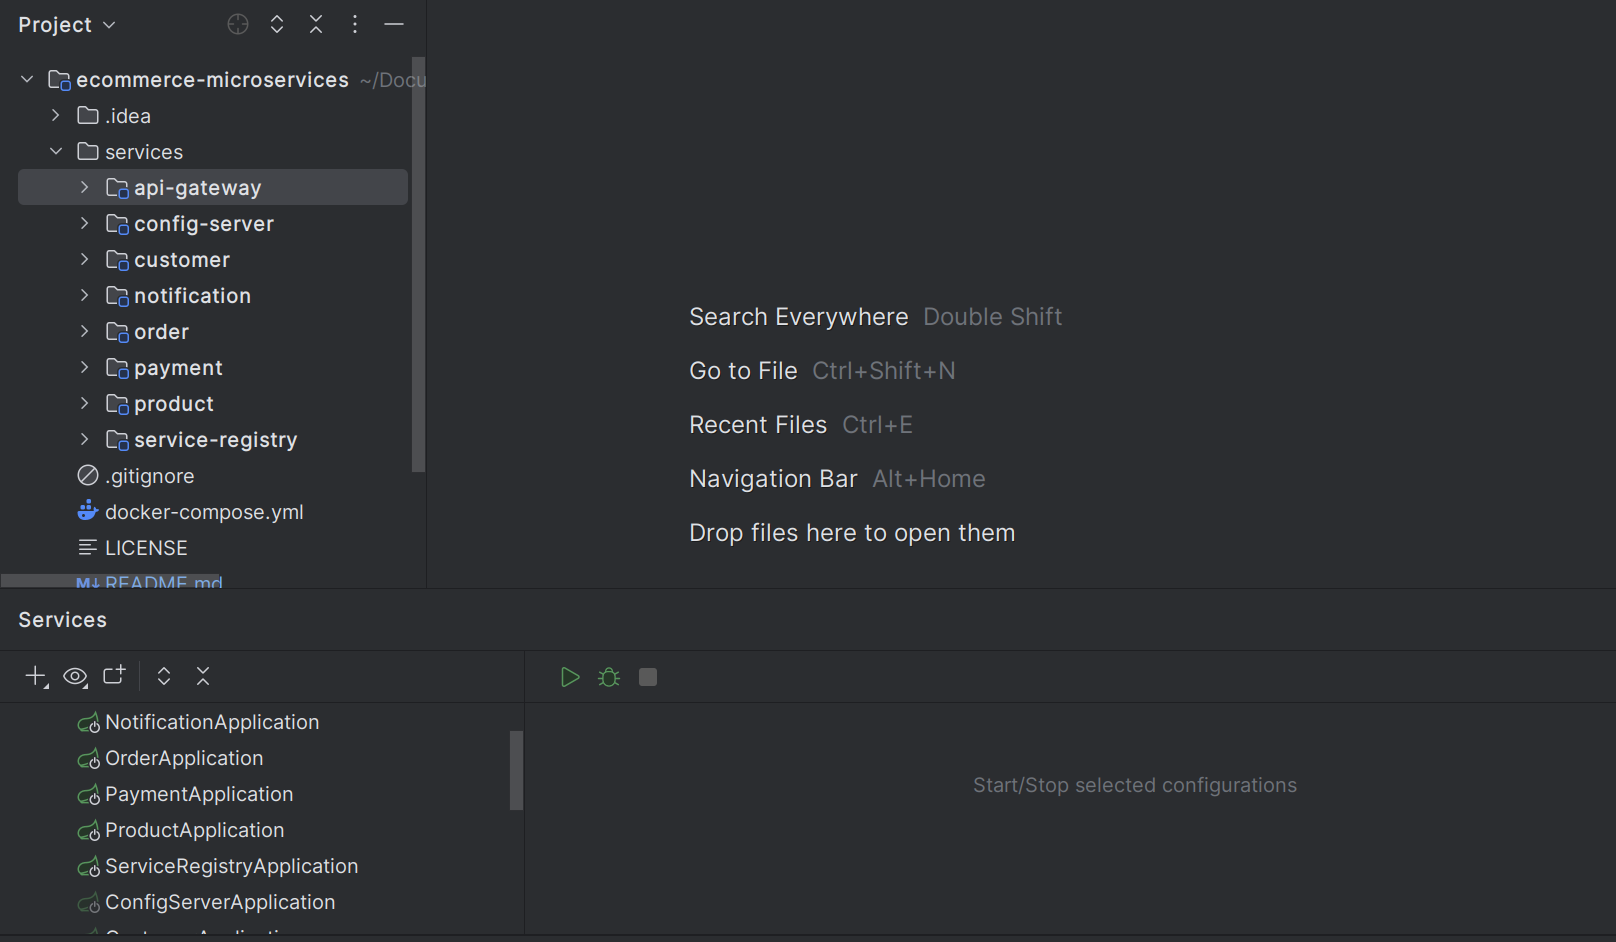 Project
ecommerce-microservices ~/Docu
.idea
services
api-gateway
config-server
customer
notification
order
payment
product
service-registry
.gitignore
docker-compose.yml
LICENSE
M↓ README.md
Search Everywhere Double Shift
Go to File Ctrl+Shift+N
Recent Files Ctrl+E
Navigation Bar Alt+Home
Drop files here to open them
Services
NotificationApplication
OrderApplication
PaymentApplication
ProductApplication
ServiceRegistryApplication
ConfigServerApplication
Start/Stop selected configurations